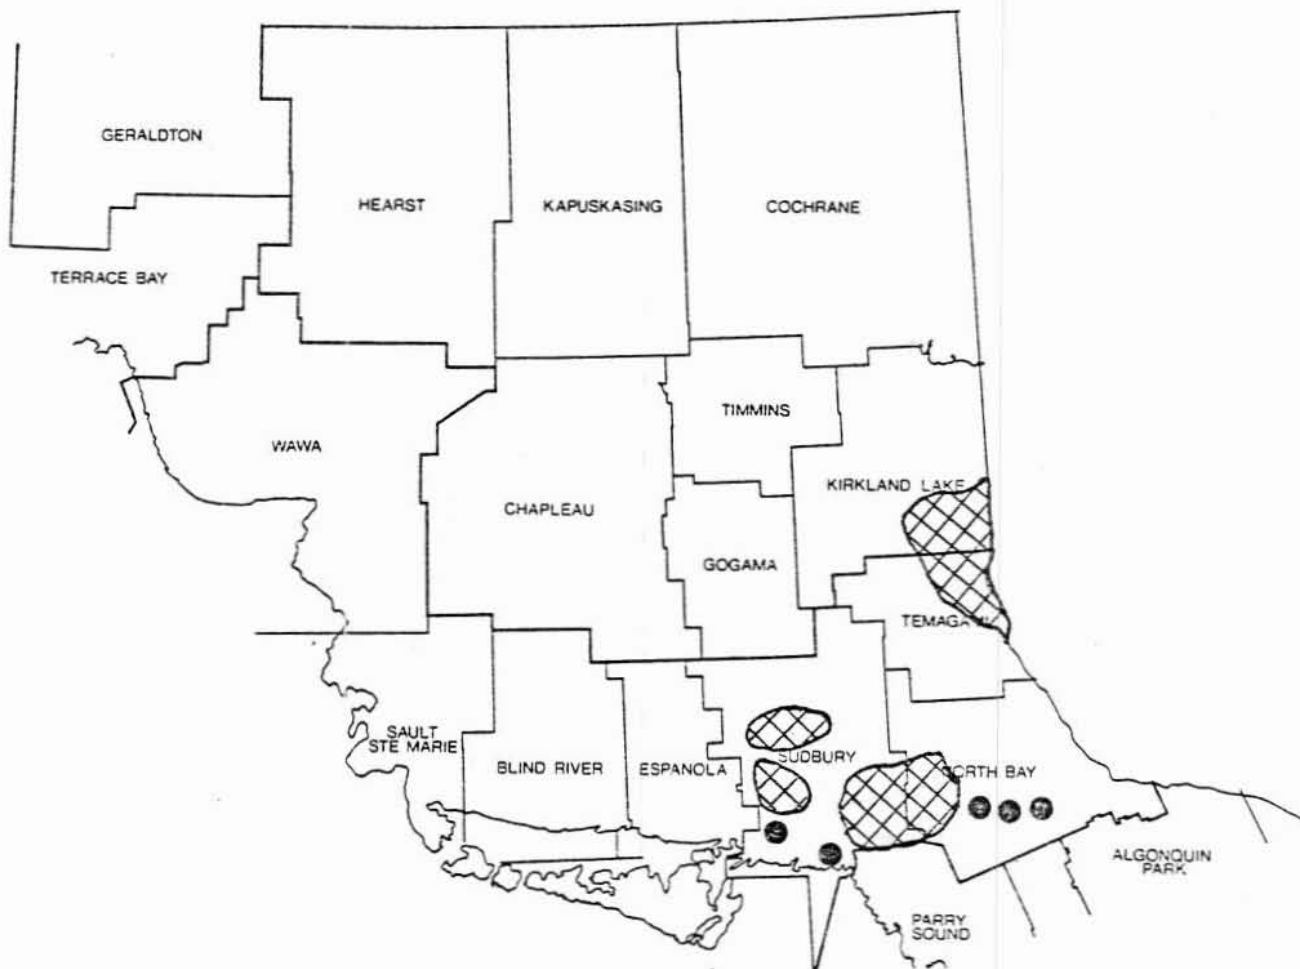 GERALDTON
HEARST
KAPUSKASING
COCHRANE
TERRACE BAY
TIMMINS
WAWA
KIRKLAND LAKE
CHAPLEAU
GOGAMA
SAULT
STE MARIE
BLIND RIVER
ESPANOLA
SUDBURY
BAY
ALGONQUIN
PARK
PARRY
SOUND